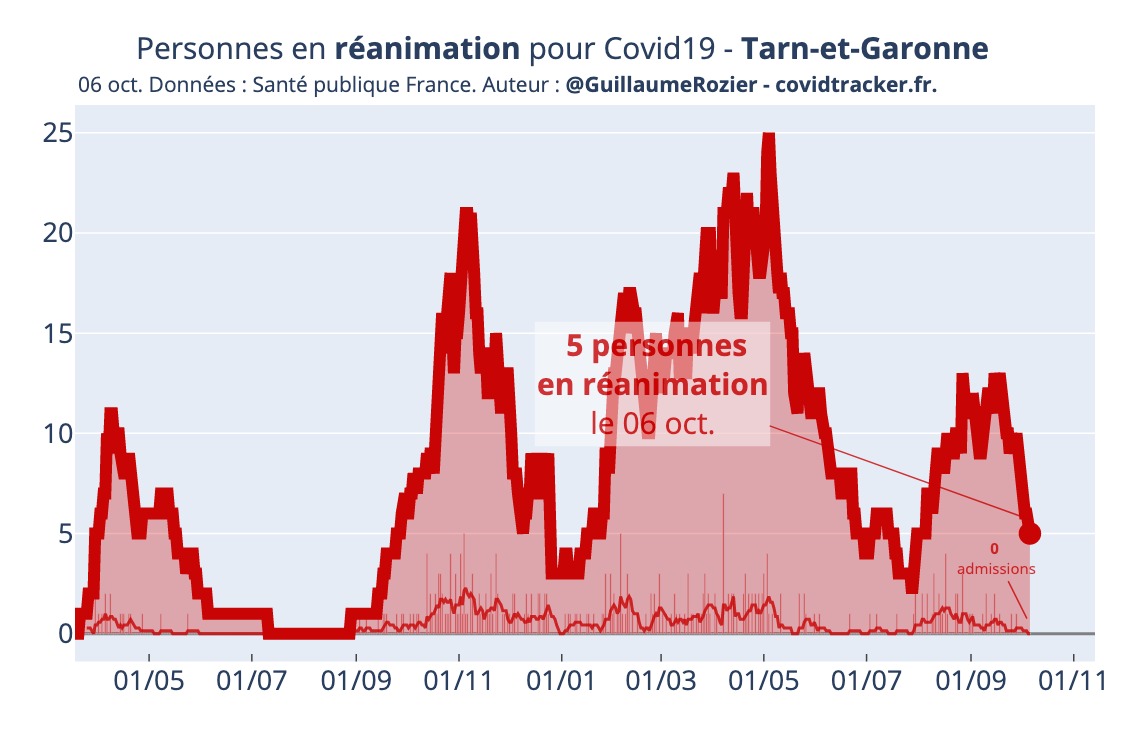 Personnes en réanimation pour Covid19 - Tarn-et-Garonne
06 oct. Données : Santé publique France. Auteur : @GuillaumeRozier - covidtracker.fr.
25
20
15
10
5
0
5 personnes
en réanimation
le 06 oct.
0
admissions
01/05 01/07 01/09 01/11 01/01 01/03 01/05 01/07 01/09 01/11